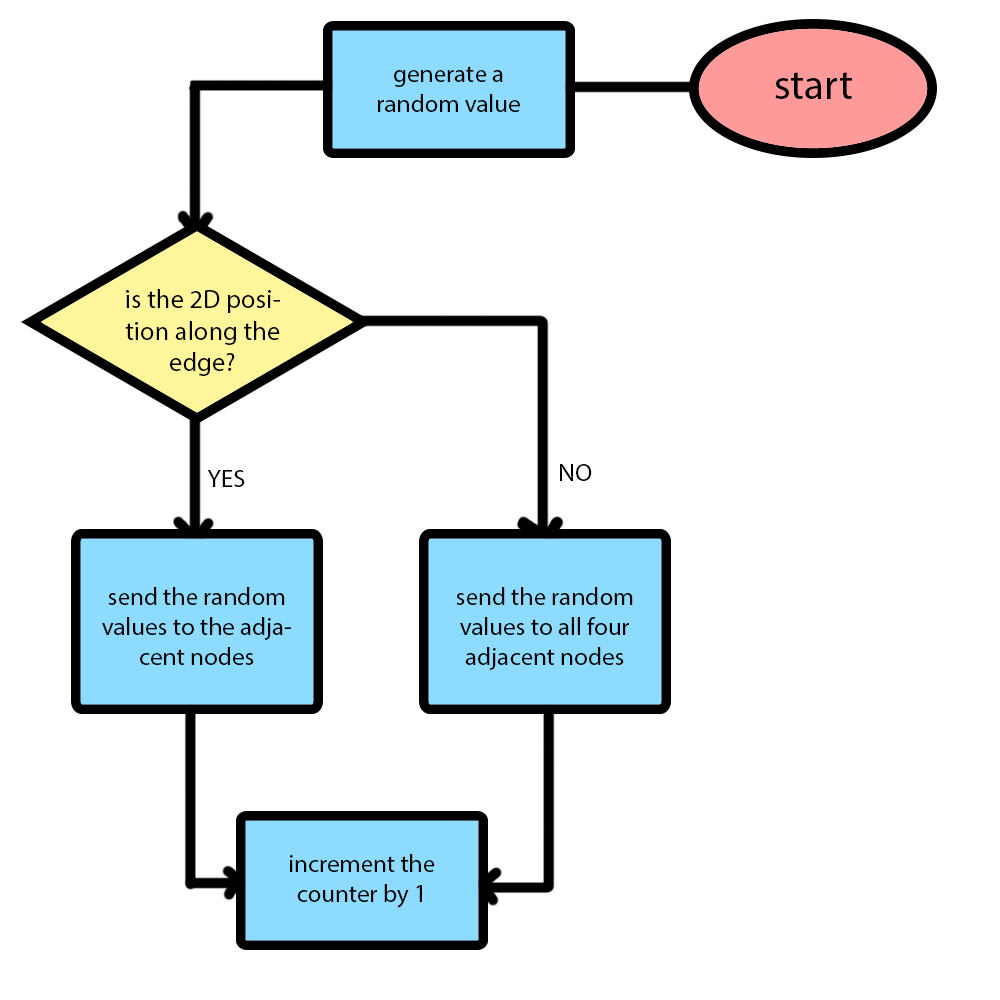 start
generate a
random value
is the 2D posi-
tion along the
edge?
YES
NO
send the random
values to the adja-
cent nodes
send the random
values to all four
adjacent nodes
increment the
counter by 1